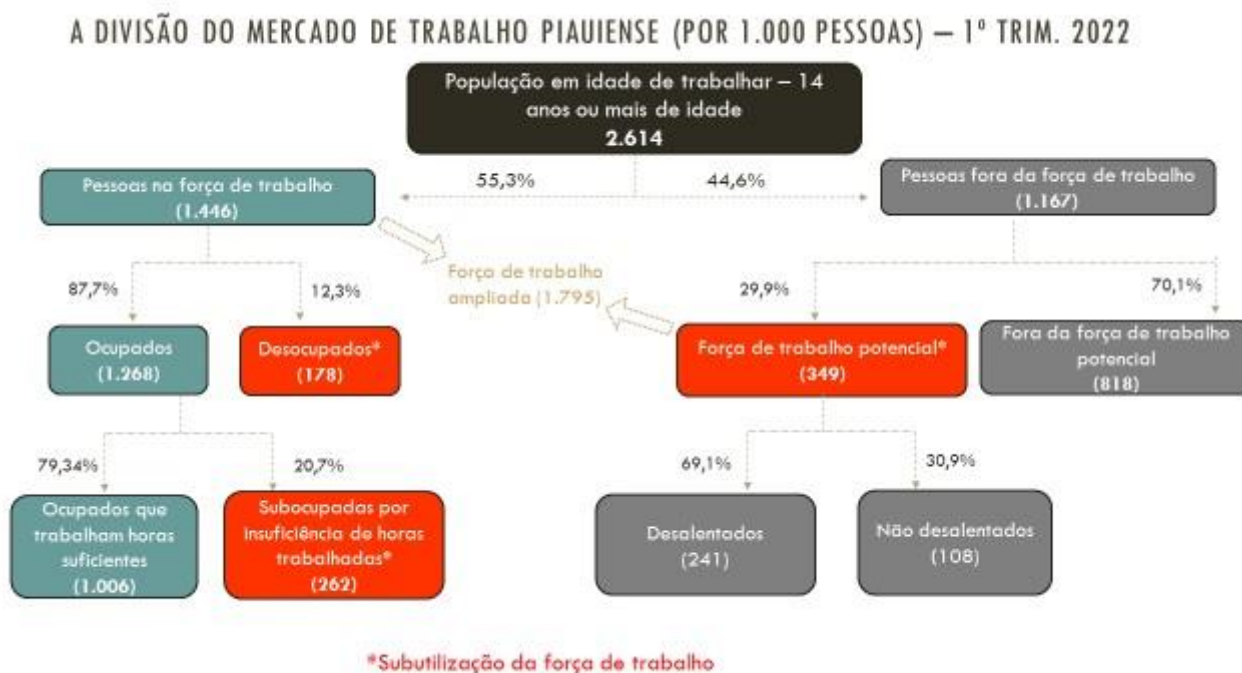 A DIVISÃO DO MERCADO DE TRABALHO PIAUIENSE (POR 1.000 PESSOAS) – 1º TRIM. 2022
População em idade de trabalhar – 14
anos ou mais de idade
2.614
55,3%
44,6%
Pessoas na força de trabalho
(1.446)
Pessoas fora da força de trabalho
(1.167)
Força de trabalho
ampliada (1.795)
87,7%
12,3%
29,9%
70,1%
Ocupados
(1.268)
Desocupados*
(178)
Força de trabalho potencial*
(349)
Fora da força de trabalho
potencial
(818)
79,34%
20,7%
69,1%
30,9%
Ocupados que
trabalham horas
suficientes
(1.006)
Subocupadas por
insuficiência de horas
trabalhadas*
(262)
Desalentados
(241)
Não desalentados
(108)
*Subutilização da força de trabalho